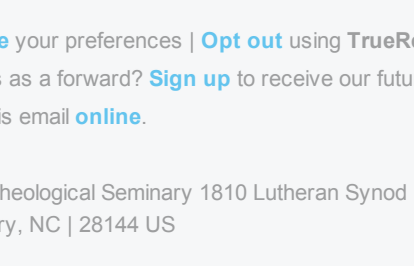 e your preferences | Opt out using TrueRe
s as a forward? Sign up to receive our futu
is email online.
heological Seminary 1810 Lutheran Synod
ry, NC | 28144 US